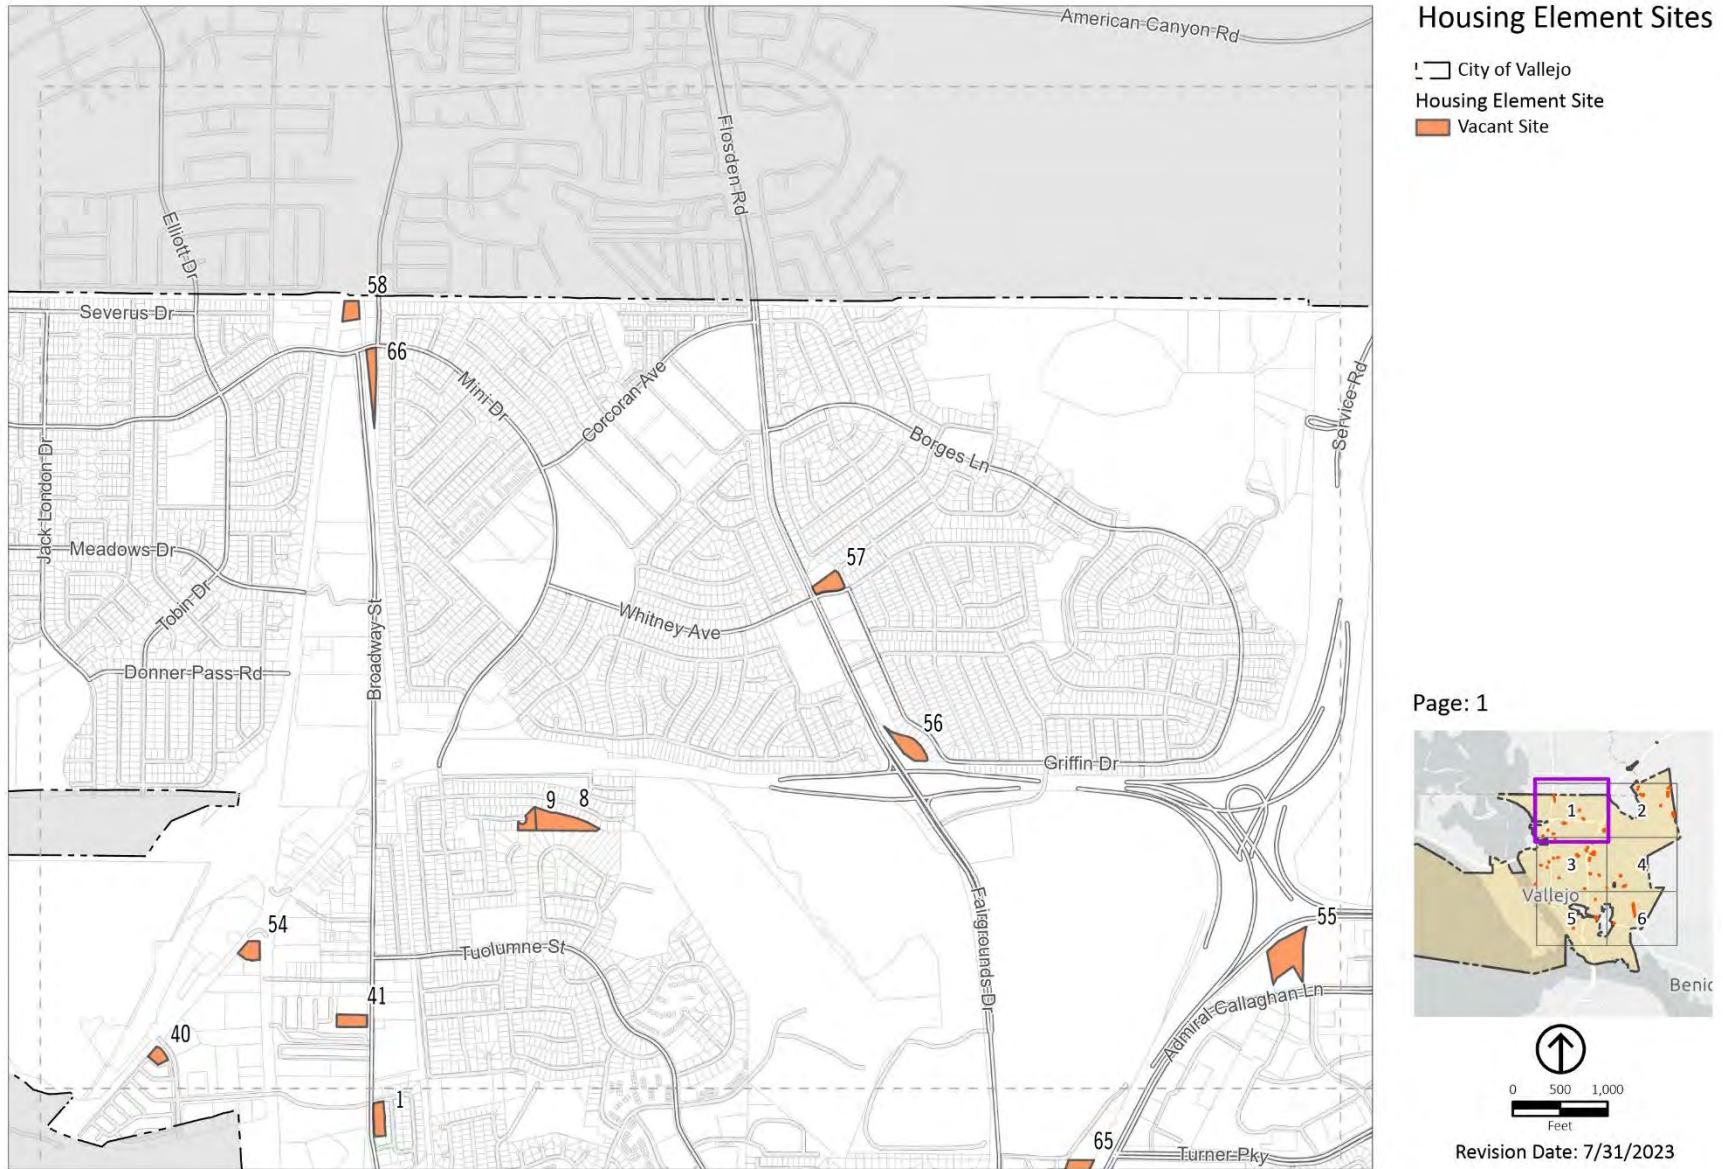 Housing Element Sites
City of Vallejo
Housing Element Site
Vacant Site
American Canyon Rd
Flosden Rd
Elliott Dr
58
Severus Dr
66
Mini Dr
Corcoran Ave
Service Rd
Borges Ln
Jack London Dr
Meadows Dr
57
Tobin Dr
Whitney Ave
Broadway St
Donner Pass Rd
56
Griffin Dr
9
8
54
55
Tuolumne St
Fairgrounds Dr
41
Admiral Callaghan Ln
40
1
65
Turner Pky
Page: 1
1
2
3
4
Vallejo
5
6
Benic
0 500 1,000
Feet
Revision Date: 7/31/2023